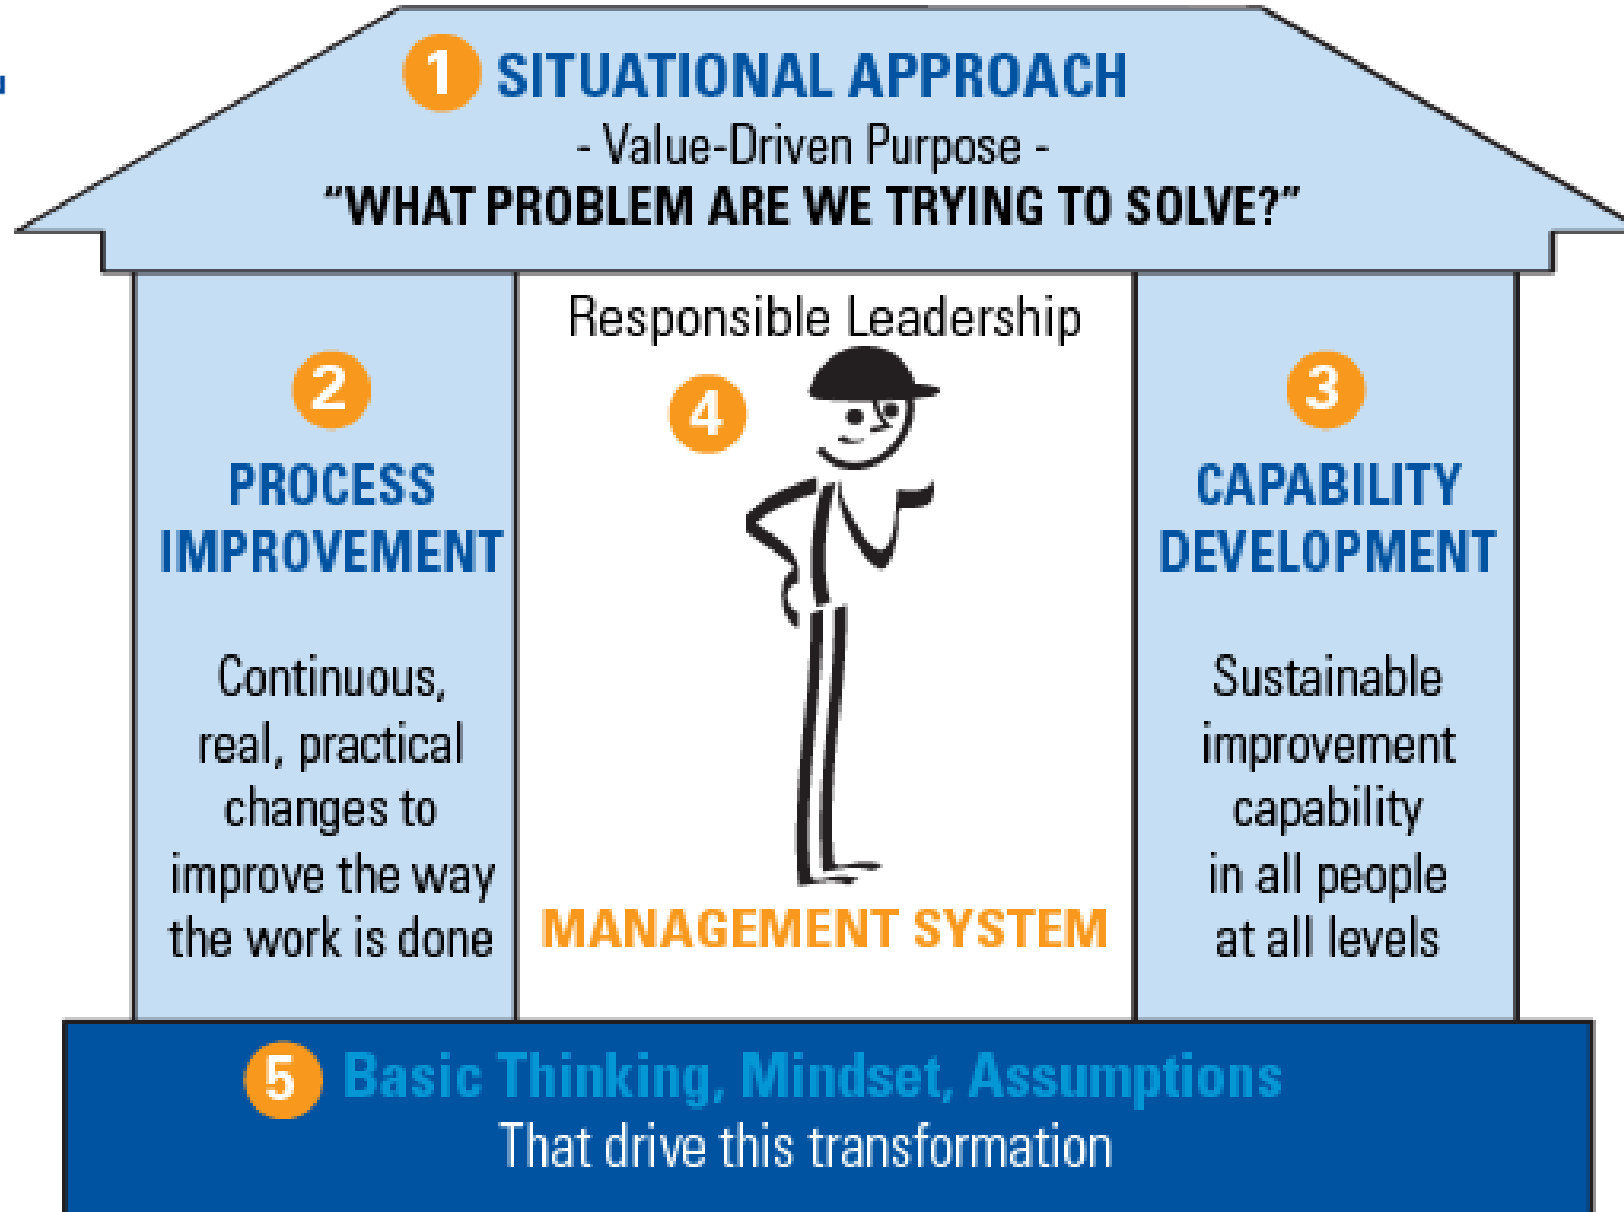 1 SITUATIONAL APPROACH
- Value-Driven Purpose -
“WHAT PROBLEM ARE WE TRYING TO SOLVE?”
2
PROCESS
IMPROVEMENT
Continuous,
real, practical
changes to
improve the way
the work is done
Responsible Leadership
4
MANAGEMENT SYSTEM
3
CAPABILITY
DEVELOPMENT
Sustainable
improvement
capability
in all people
at all levels
5 Basic Thinking, Mindset, Assumptions
That drive this transformation